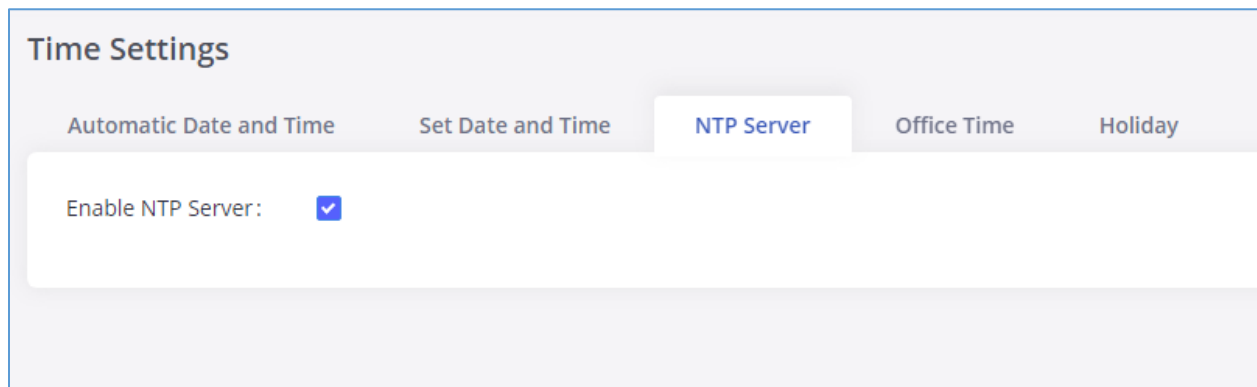 Time Settings
Automatic Date and Time Set Date and Time NTP Server Office Time Holiday
Enable NTP Server: